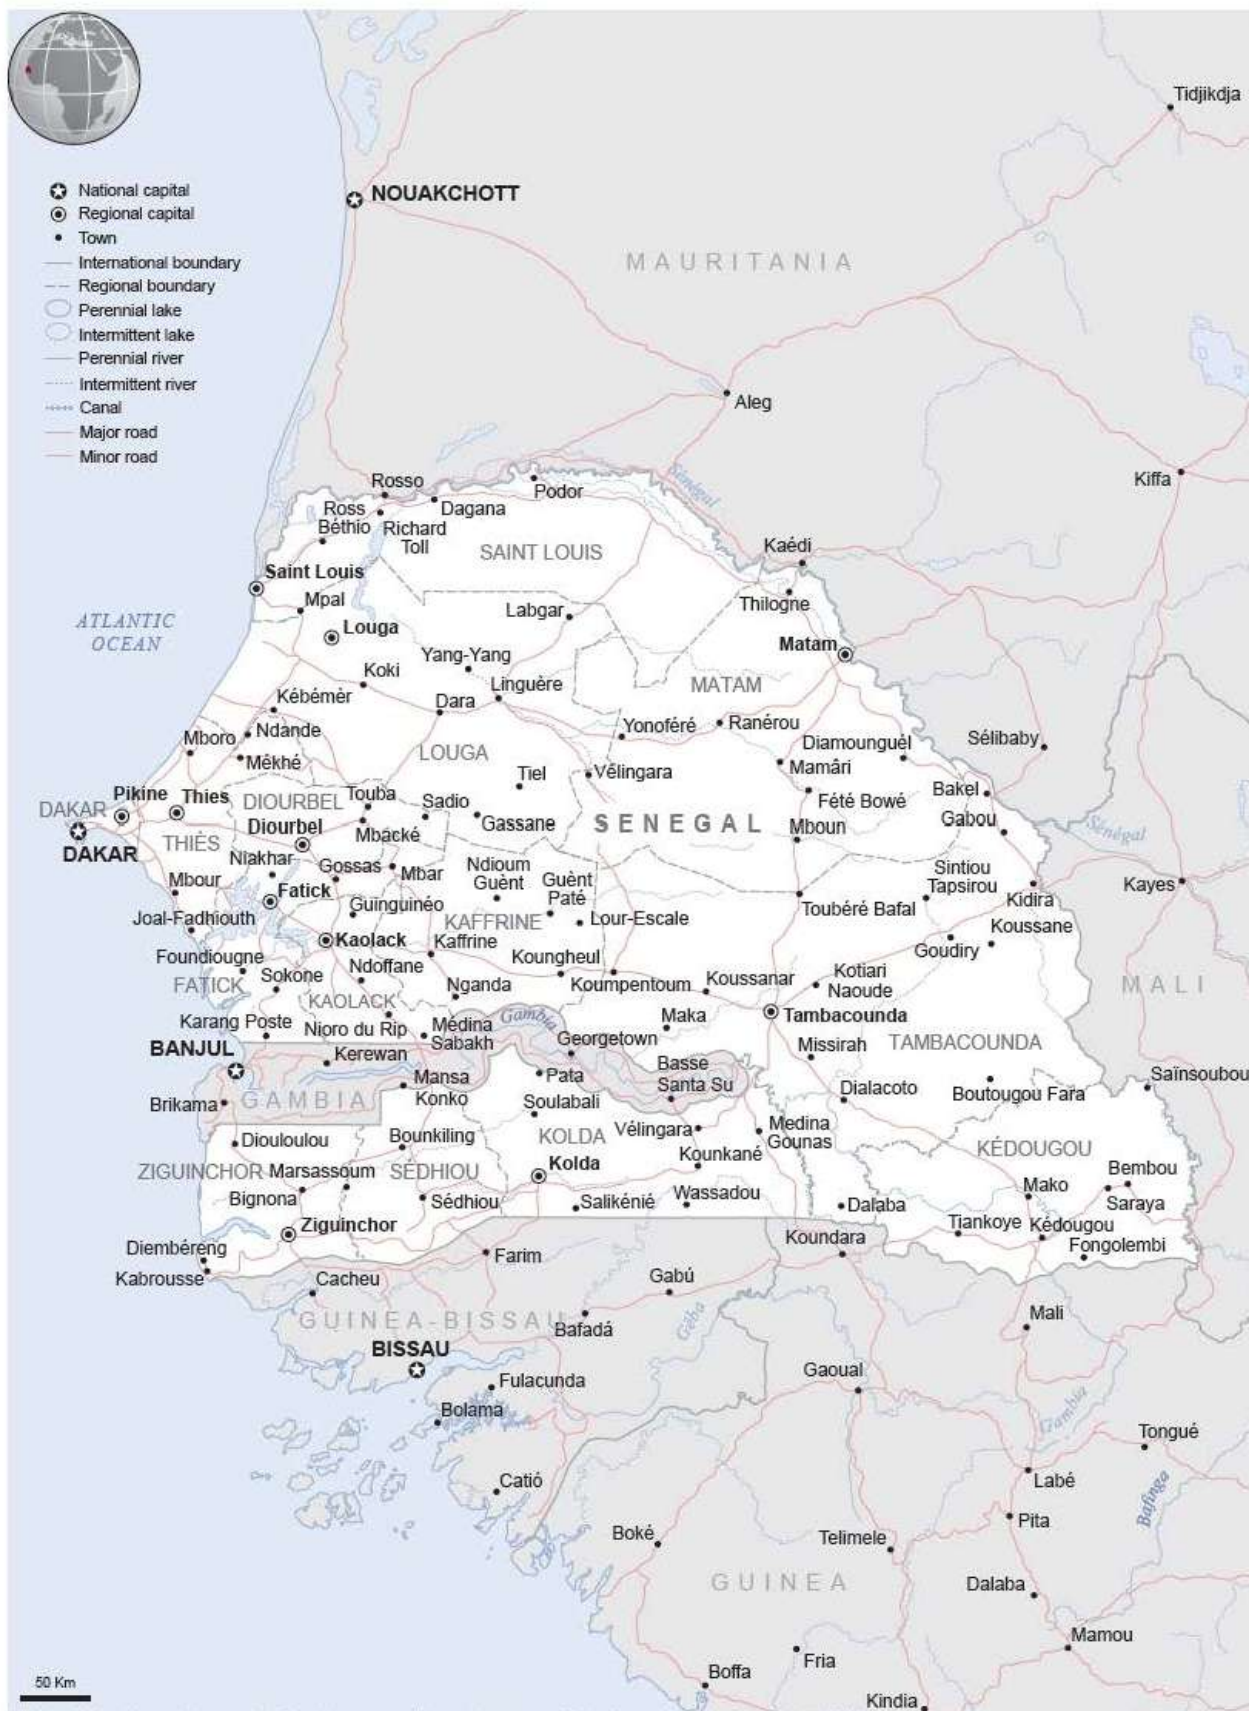 National capital
Regional capital
Town
International boundary
Regional boundary
Perennial lake
Intermittent lake
Perennial river
Intermittent river
Canal
Major road
Minor road
Tidjikdja
NOUAKCHOTT
MAURITANIA
Aleg
Kiffa
Rosso
Podor
Sénégal
Ross
Béthio
Dagana
Richard
Toll
SAINT LOUIS
Kaédi
Saint Louis
Mpal
Labgar
Thilogne
ATLANTIC
OCEAN
Louga
Matam
Yang-Yang
Koki
Linguère
MATAM
Kébémèr
Dara
Yonoféré
Ranérou
Mboro
Ndande
Diamounguél
Sélibaby
LOUGA
Mékhé
Tiel
Vélingara
Mamâri
Pikine
Thies
DIOURBEL
Touba
Sadio
Fété Bowé
Bakel
DAKAR
Diourbel
Mbacké
Gassane
SENEGAL
Mboun
Gabou
Sénégal
DAKAR
THIÈS
Niakhar
Gossas
Mbar
Ndioum
Guènt
Guènt
Paté
Sintiou
Tapsirou
Kayes
Mbour
Fatick
Guinguinéo
Toubéré Bafal
Kidira
Joal-Fadhiouth
KAFFRINE
Lour-Escale
Koussane
Kaolack
Kaffrine
Goudiry
Foundiougne
Sokone
Ndoffane
Koungheul
Koumpentoum
Koussanar
Kotiari
Naoude
FATICK
KAOLACK
Nganda
MALI
Karang Poste
Nioro du Rip
Médina
Sabakh
Gambia
Georgetown
Maka
Tambacounda
BANJUL
Kerewan
Missirah
TAMBACOUNDA
Basse
Santa Su
Mansa
Konko
Pata
Dialacoto
Boutougou Fara
Saïnsoubou
Brikama
GAMBIA
Soulabali
Diouloulou
Bounkiling
KOLDA
Vélingara
Medina
Gounas
KÉDOUGOU
ZIGUINCHOR
Marsassoum
SÉDHIOU
Kolda
Kounkané
Bembou
Bignona
Sédhiou
Salikénié
Wassadou
Dalaba
Mako
Saraya
Ziguinchor
Tiankoye
Kédougou
Diembéreng
Farim
Koundara
Fongolembi
Kabrousse
Cacheu
Gabú
GUINEA-BISSAU
Bafadá
Géba
Mali
BISSAU
Fulacunda
Gaoual
Bolama
Gambia
Tongué
Catió
Labé
Bafinga
Boké
Telimele
Pita
GUINEA
Dalaba
Mamou
Fria
Boffa
Kindia
50 Km